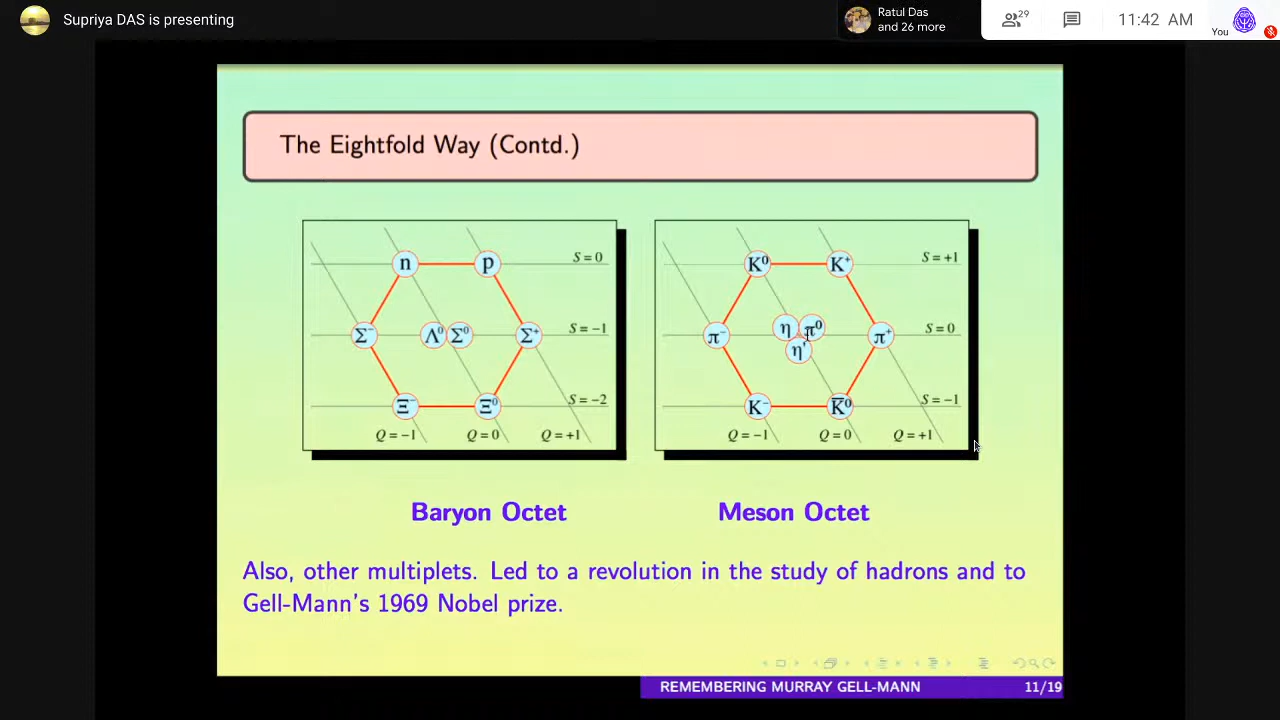 Supriya DAS is presenting
Ratul Das
and 26 more
29
11:42 AM
You
The Eightfold Way (Contd.)
n p S = 0
Σ⁻ Λ⁰ Σ⁰ Σ⁺ S = −1
Ξ⁻ Ξ⁰ S = −2
Q = −1 Q = 0 Q = +1
K⁰ K⁺ S = +1
π⁻ η π⁰ η' π⁺ S = 0
K⁻ K̅⁰ S = −1
Q = −1 Q = 0 Q = +1
Baryon Octet
Meson Octet
Also, other multiplets. Led to a revolution in the study of hadrons and to
Gell-Mann's 1969 Nobel prize.
REMEMBERING MURRAY GELL-MANN 11/19